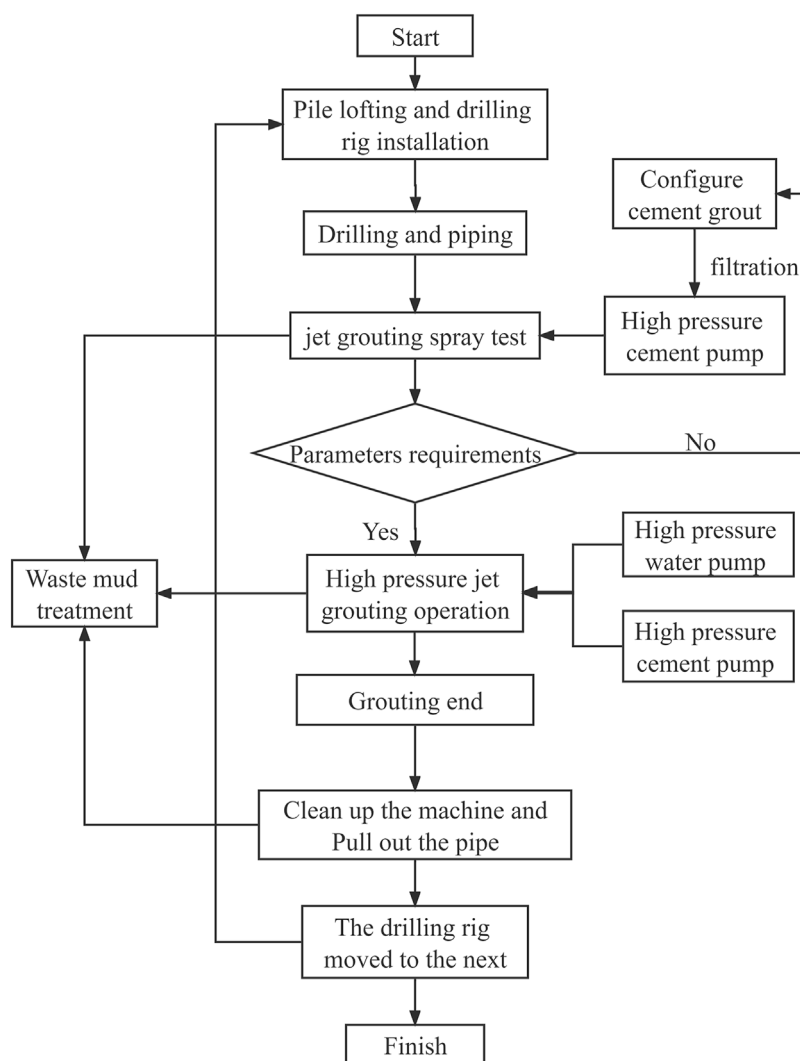 Start
Pile lofting and drilling
rig installation
Configure
cement grout
Drilling and piping
filtration
jet grouting spray test
High pressure
cement pump
Parameters requirements
No
Yes
High pressure
water pump
Waste mud
treatment
High pressure jet
grouting operation
High pressure
cement pump
Grouting end
Clean up the machine and
Pull out the pipe
The drilling rig
moved to the next
Finish